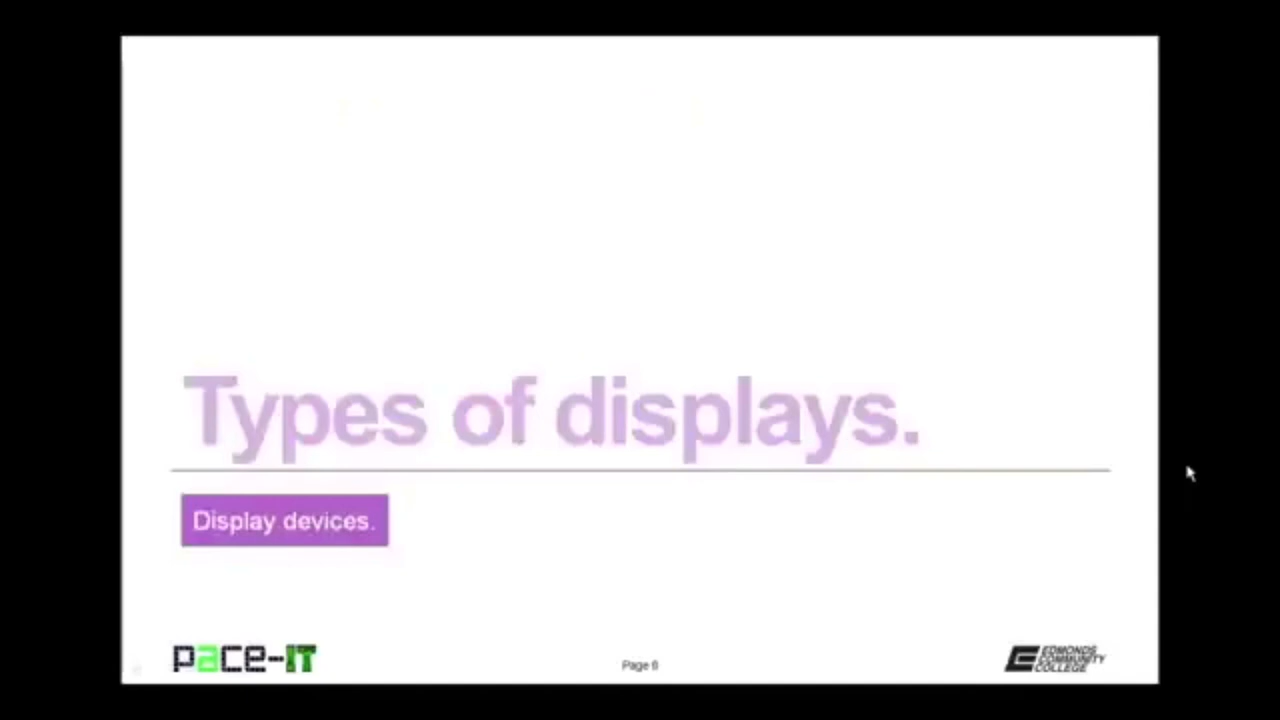 Types of displays.
Display devices.
pace-IT
Page 6
EDMONDS
COMMUNITY
COLLEGE